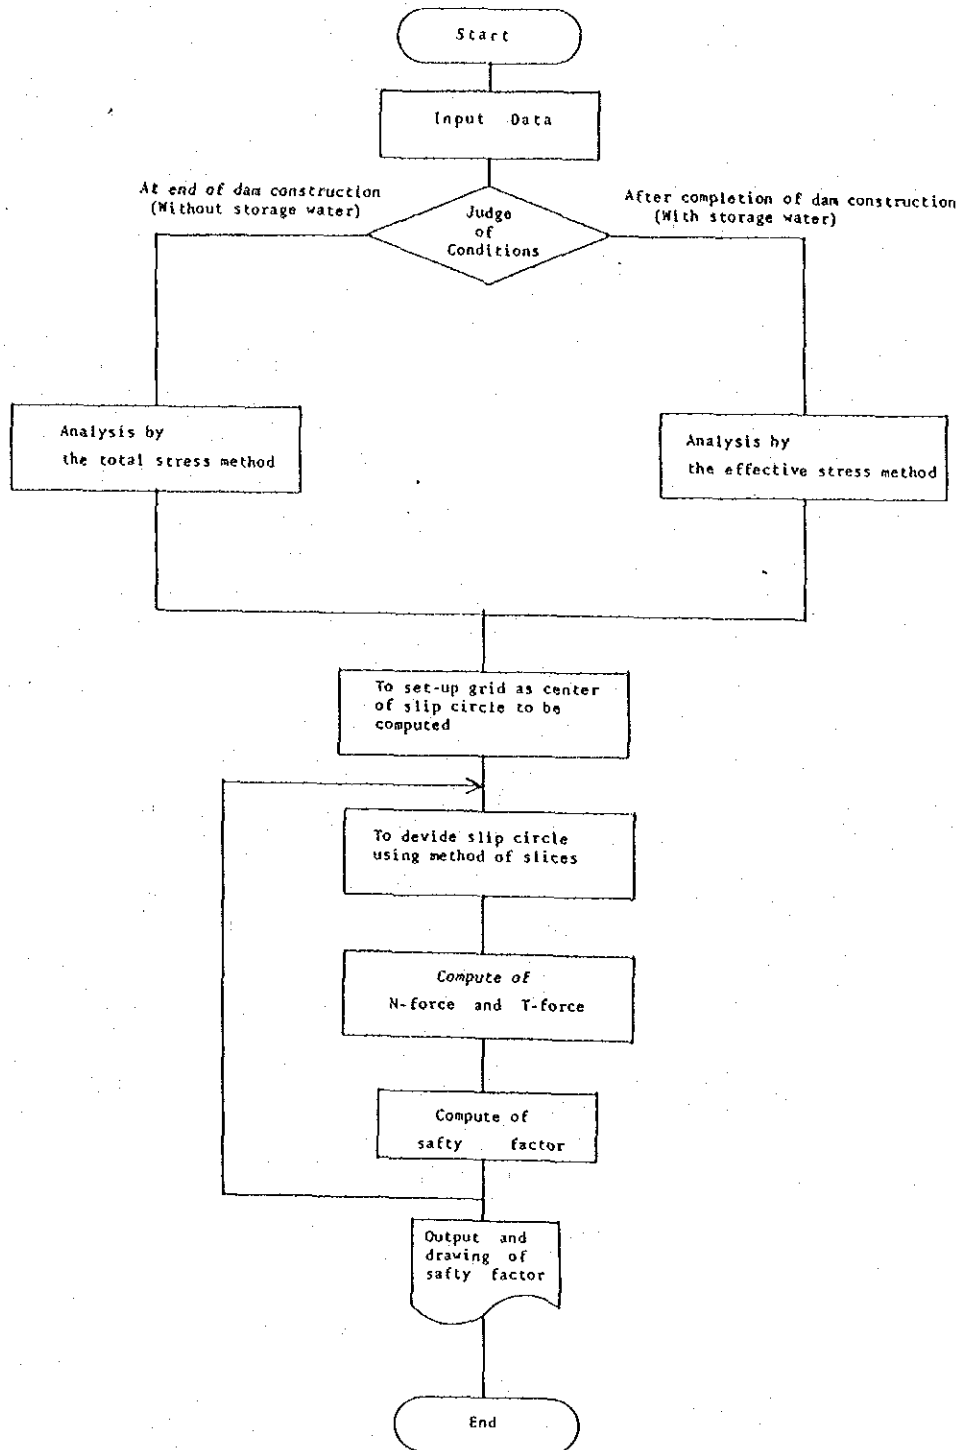 Start
Input Data
At end of dam construction
(Without storage water)
Judge
of
Conditions
After completion of dam construction
(With storage water)
Analysis by
the total stress method
Analysis by
the effective stress method
To set-up grid as center
of slip circle to be
computed
To devide slip circle
using method of slices
Compute of
N-force and T-force
Compute of
safty factor
Output and
drawing of
safty factor
End